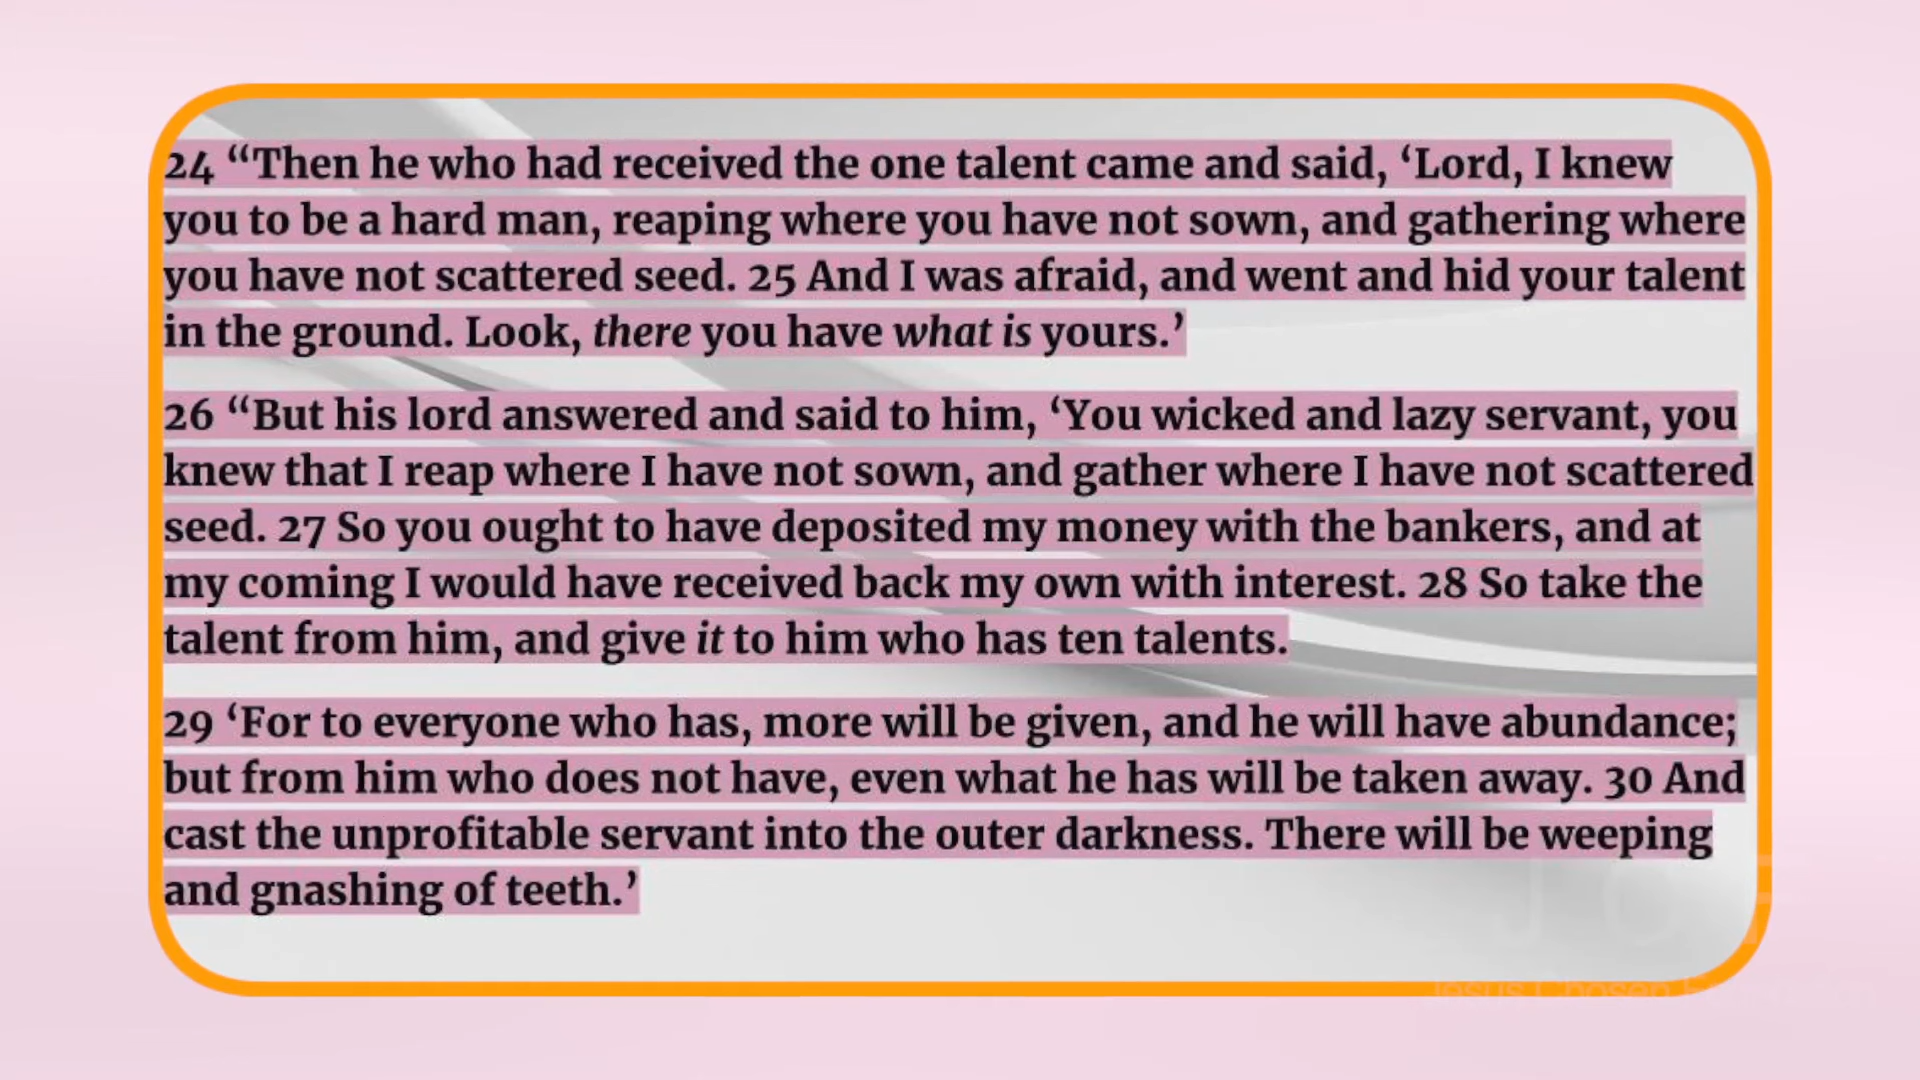 24 “Then he who had received the one talent came and said, ‘Lord, I knew
you to be a hard man, reaping where you have not sown, and gathering where
you have not scattered seed. 25 And I was afraid, and went and hid your talent
in the ground. Look, there you have what is yours.’
26 “But his lord answered and said to him, ‘You wicked and lazy servant, you
knew that I reap where I have not sown, and gather where I have not scattered
seed. 27 So you ought to have deposited my money with the bankers, and at
my coming I would have received back my own with interest. 28 So take the
talent from him, and give it to him who has ten talents.
29 ‘For to everyone who has, more will be given, and he will have abundance;
but from him who does not have, even what he has will be taken away. 30 And
cast the unprofitable servant into the outer darkness. There will be weeping
and gnashing of teeth.’
Jesus Chosen